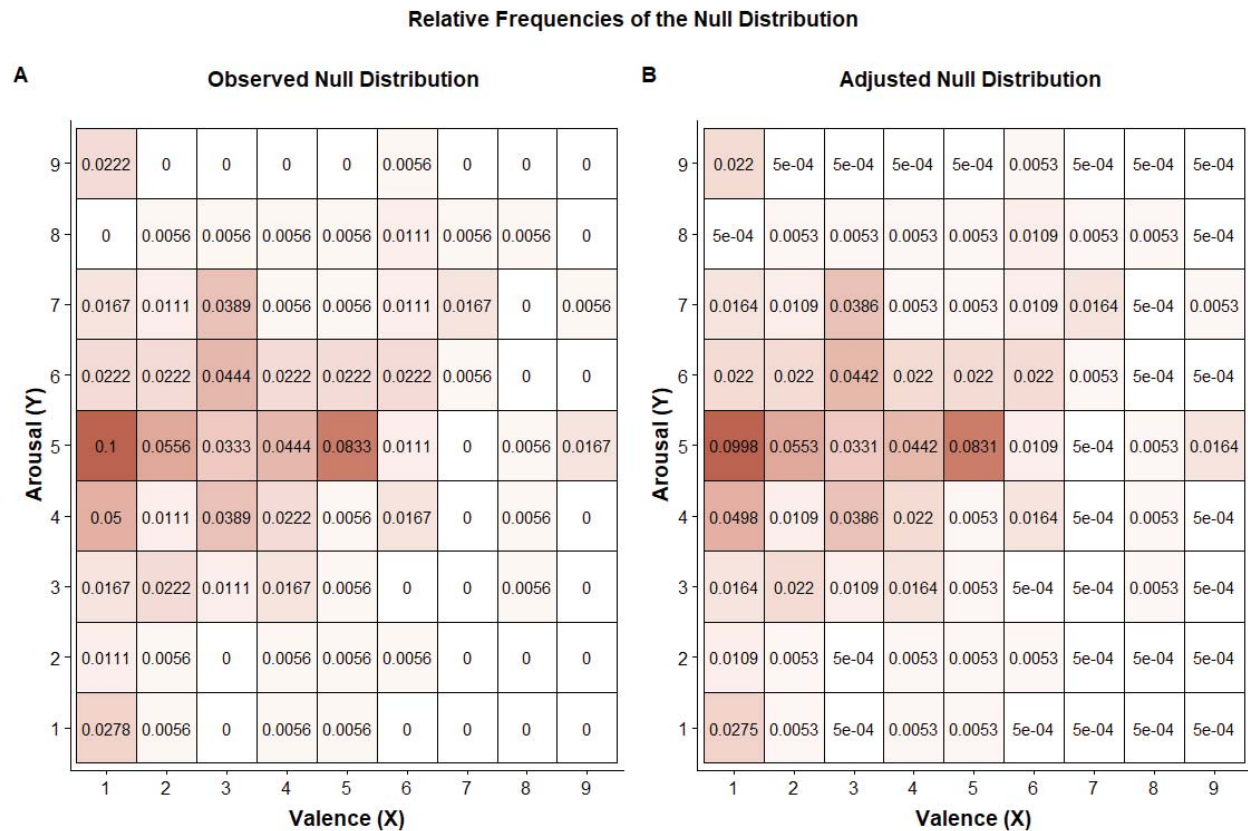 Relative Frequencies of the Null Distribution
A
Observed Null Distribution
Arousal (Y)
9 0.0222 0 0 0 0 0.0056 0 0 0
8 0 0.0056 0.0056 0.0056 0.0056 0.0111 0.0056 0.0056 0
7 0.0167 0.0111 0.0389 0.0056 0.0056 0.0111 0.0167 0 0.0056
6 0.0222 0.0222 0.0444 0.0222 0.0222 0.0222 0.0056 0 0
5 0.1 0.0556 0.0333 0.0444 0.0833 0.0111 0 0.0056 0.0167
4 0.05 0.0111 0.0389 0.0222 0.0056 0.0167 0 0.0056 0
3 0.0167 0.0222 0.0111 0.0167 0.0056 0 0 0.0056 0
2 0.0111 0.0056 0 0.0056 0.0056 0.0056 0 0 0
1 0.0278 0.0056 0 0.0056 0.0056 0 0 0 0
1 2 3 4 5 6 7 8 9
Valence (X)
B
Adjusted Null Distribution
Arousal (Y)
9 0.022 5e-04 5e-04 5e-04 5e-04 0.0053 5e-04 5e-04 5e-04
8 5e-04 0.0053 0.0053 0.0053 0.0053 0.0109 0.0053 0.0053 5e-04
7 0.0164 0.0109 0.0386 0.0053 0.0053 0.0109 0.0164 5e-04 0.0053
6 0.022 0.022 0.0442 0.022 0.022 0.022 0.0053 5e-04 5e-04
5 0.0998 0.0553 0.0331 0.0442 0.0831 0.0109 5e-04 0.0053 0.0164
4 0.0498 0.0109 0.0386 0.022 0.0053 0.0164 5e-04 0.0053 5e-04
3 0.0164 0.022 0.0109 0.0164 0.0053 5e-04 5e-04 0.0053 5e-04
2 0.0109 0.0053 5e-04 0.0053 0.0053 0.0053 5e-04 5e-04 5e-04
1 0.0275 0.0053 5e-04 0.0053 0.0053 5e-04 5e-04 5e-04 5e-04
1 2 3 4 5 6 7 8 9
Valence (X)